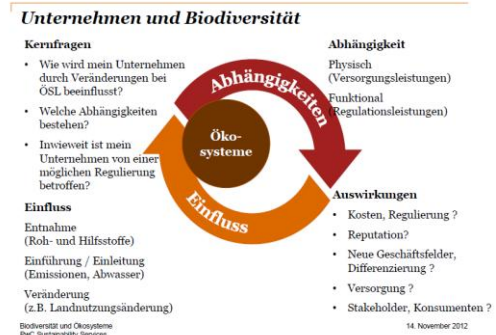 Unternehmen und Biodiversität
Kernfragen
• Wie wird mein Unternehmen
durch Veränderungen bei
ÖSL beeinflusst?
• Welche Abhängigkeiten
bestehen?
• Inwieweit ist mein
Unternehmen von einer
möglichen Regulierung
betroffen?
Einfluss
Entnahme
(Roh- und Hilfsstoffe)
Einführung / Einleitung
(Emissionen, Abwasser)
Veränderung
(z.B. Landnutzungsänderung)
Abhängigkeiten
Öko-
systeme
Einfluss
Abhängigkeit
Physisch
(Versorgungsleistungen)
Funktional
(Regulationsleistungen)
Auswirkungen
• Kosten, Regulierung ?
• Reputation?
• Neue Geschäftsfelder,
Differenzierung ?
• Versorgung ?
• Stakeholder, Konsumenten ?
Biodiversität und Ökosysteme
PwC Sustainability Services
14. November 2012